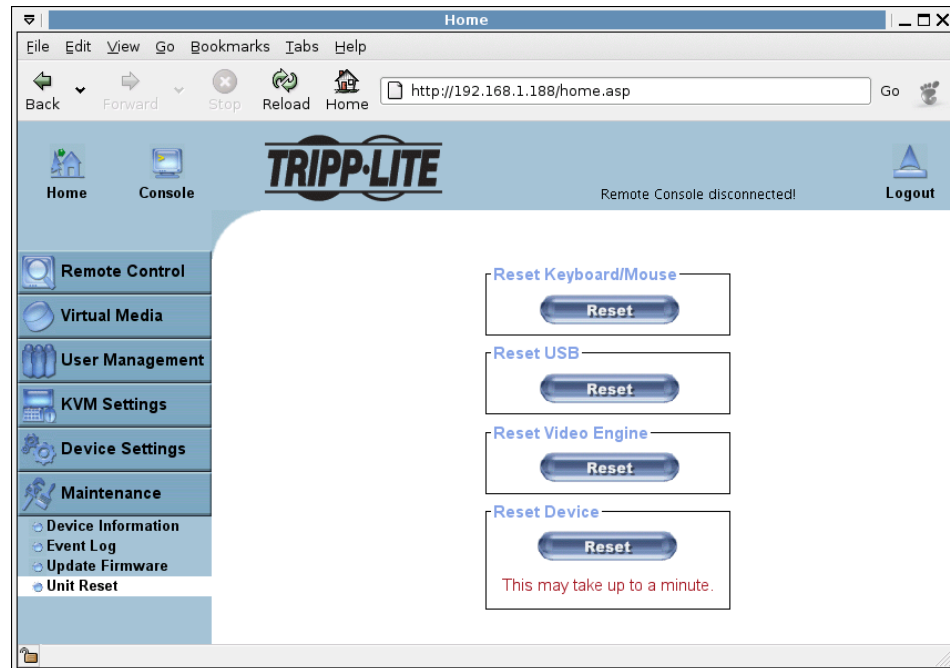 Home
File Edit View Go Bookmarks Tabs Help
Back Forward Stop Reload Home http://192.168.1.188/home.asp Go
Home Console TRIPP·LITE Remote Console disconnected! Logout
Remote Control
Virtual Media
User Management
KVM Settings
Device Settings
Maintenance
Device Information
Event Log
Update Firmware
Unit Reset
Reset Keyboard/Mouse
Reset
Reset USB
Reset
Reset Video Engine
Reset
Reset Device
Reset
This may take up to a minute.